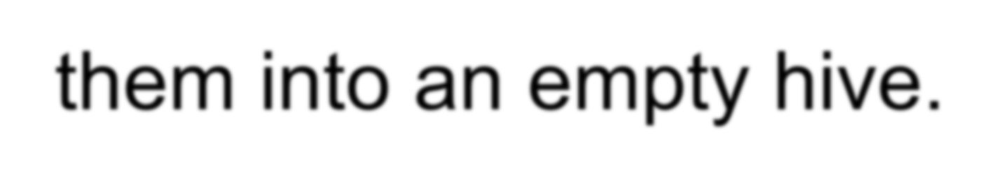 them into an empty hive.